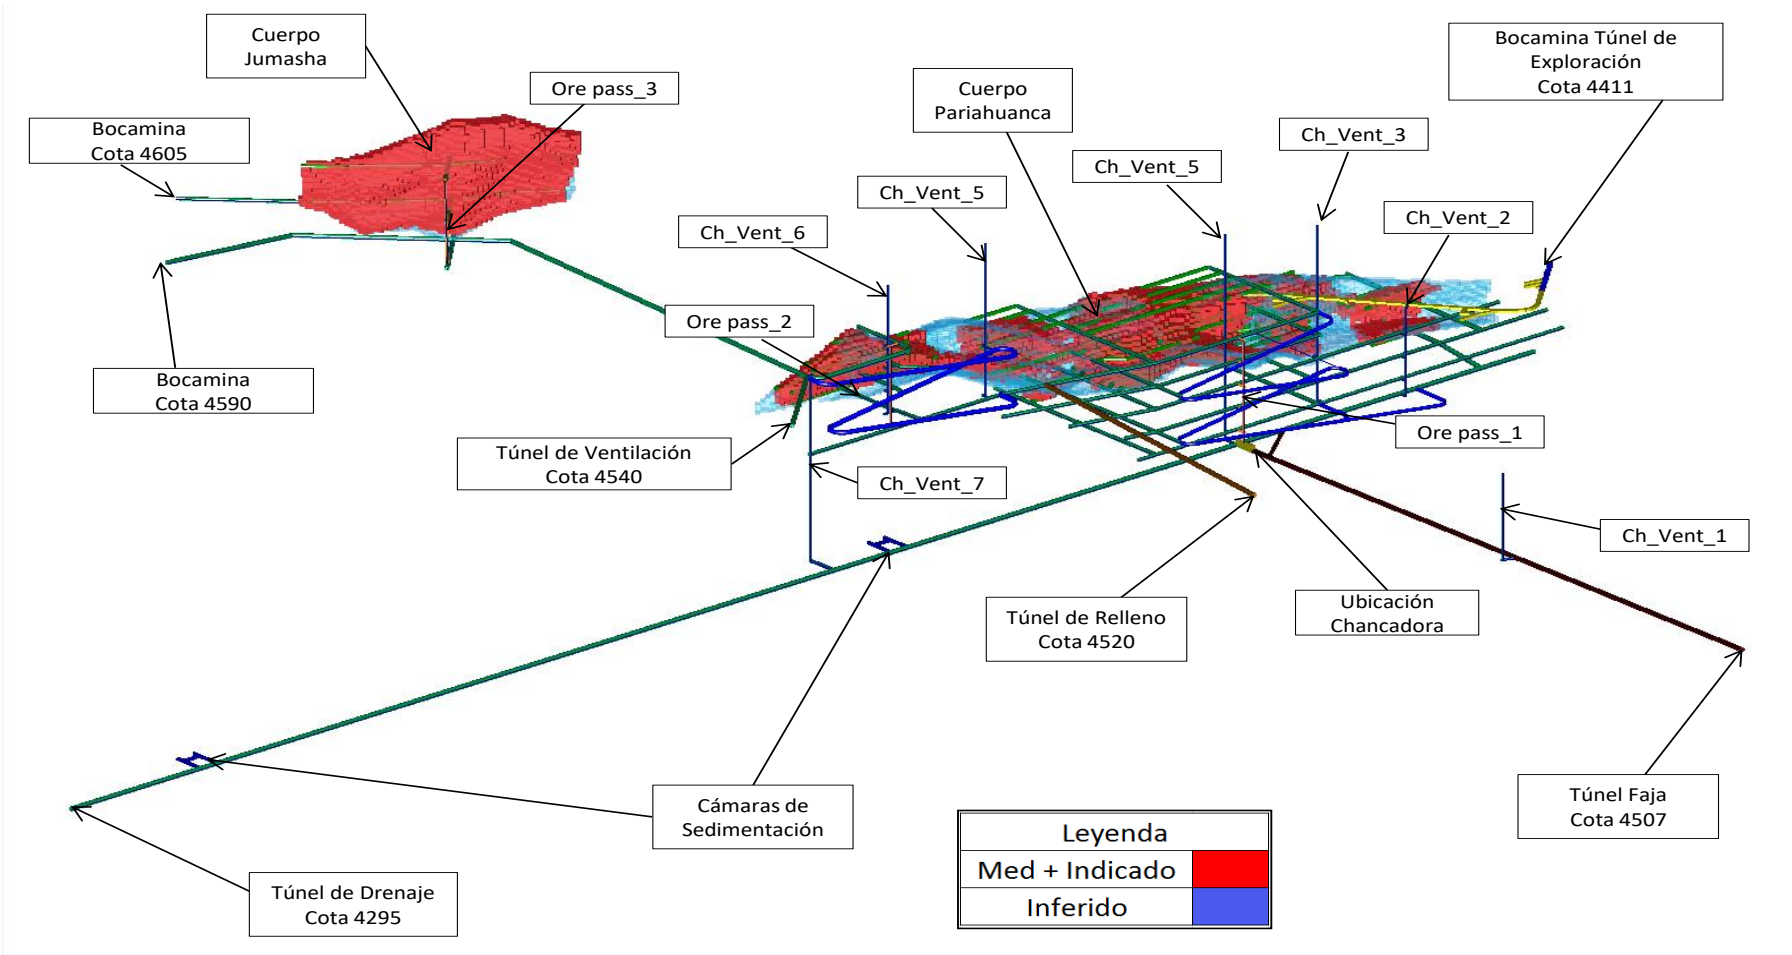 Cuerpo
Jumasha
Ore pass_3
Bocamina
Cota 4605
Cuerpo
Pariahuanca
Bocamina Túnel de
Exploración
Cota 4411
Ch_Vent_3
Ch_Vent_5
Ch_Vent_5
Ch_Vent_2
Ch_Vent_6
Ore pass_2
Bocamina
Cota 4590
Túnel de Ventilación
Cota 4540
Ch_Vent_7
Ore pass_1
Ch_Vent_1
Túnel de Relleno
Cota 4520
Ubicación
Chancadora
Cámaras de
Sedimentación
Túnel Faja
Cota 4507
Túnel de Drenaje
Cota 4295
Leyenda
Med + Indicado
Inferido